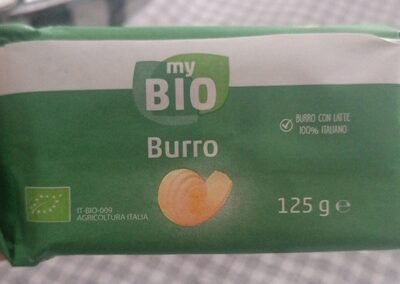 my
BIO
BURRO CON LATTE
100% ITALIANO
Burro
IT-BIO-009
AGRICOLTURA ITALIA
125 g ℮